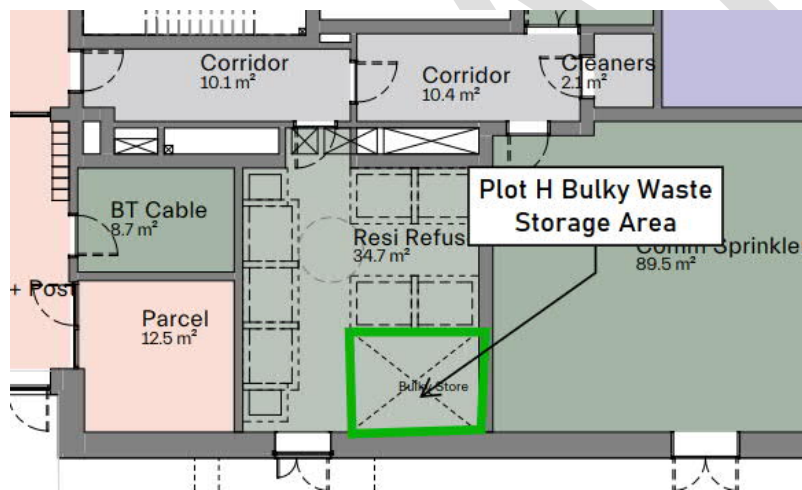 Corridor
10.1 m²
Corridor
10.4 m²
Cleaners
2.1 m²
BT Cable
8.7 m²
Plot H Bulky Waste
Storage Area
Resi Refus
34.7 m²
Comm Sprinkle
89.5 m²
+ Post
Parcel
12.5 m²
Bulky Store